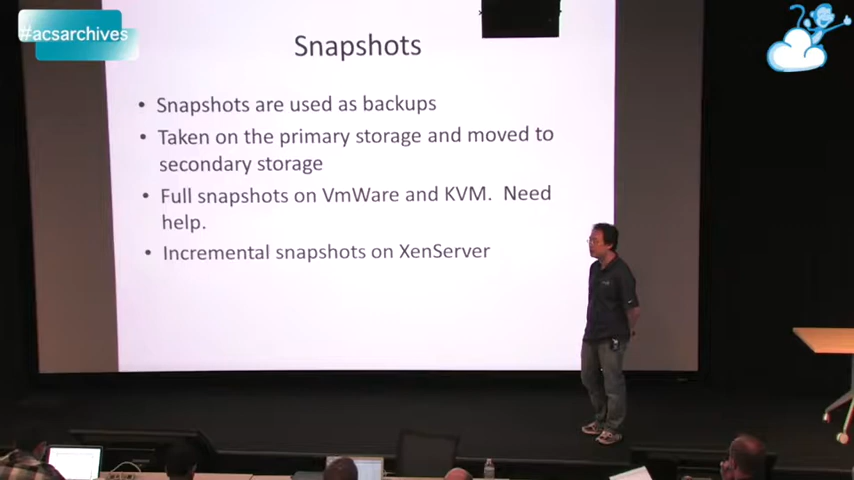 #acsarchives
Snapshots
• Snapshots are used as backups
• Taken on the primary storage and moved to
secondary storage
• Full snapshots on VmWare and KVM. Need
help.
• Incremental snapshots on XenServer